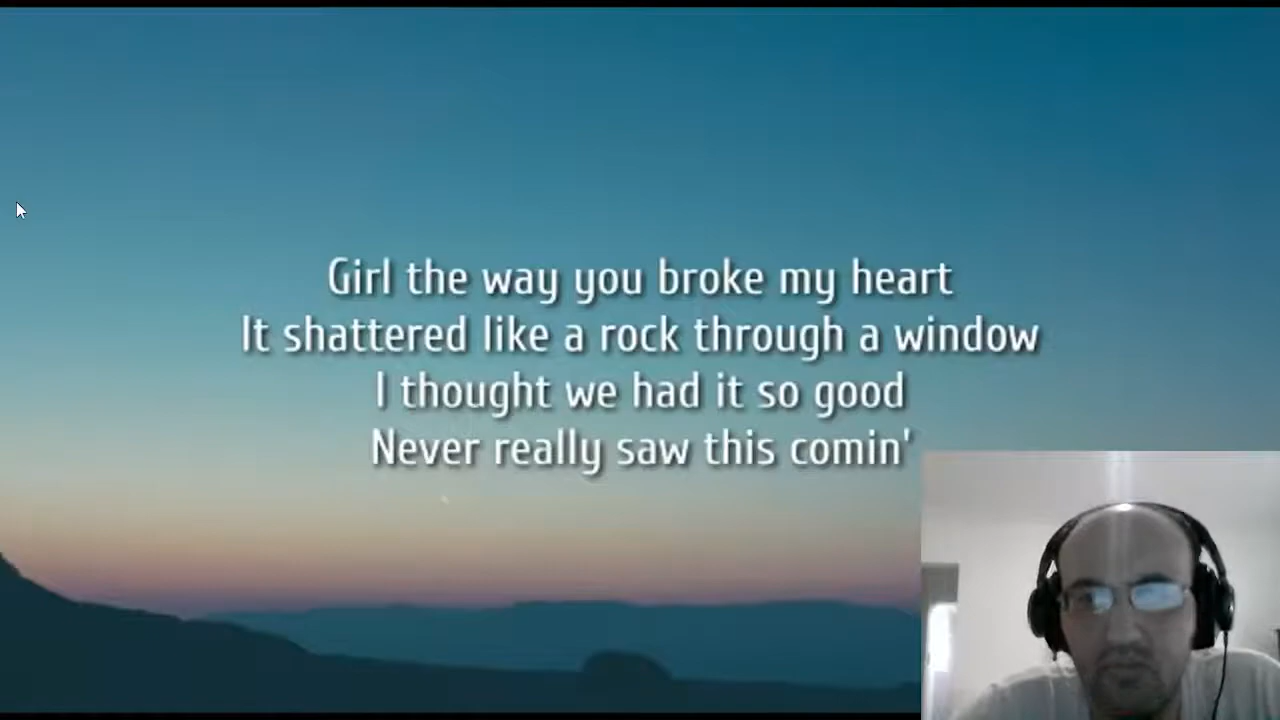 Girl the way you broke my heart
It shattered like a rock through a window
I thought we had it so good
Never really saw this comin'